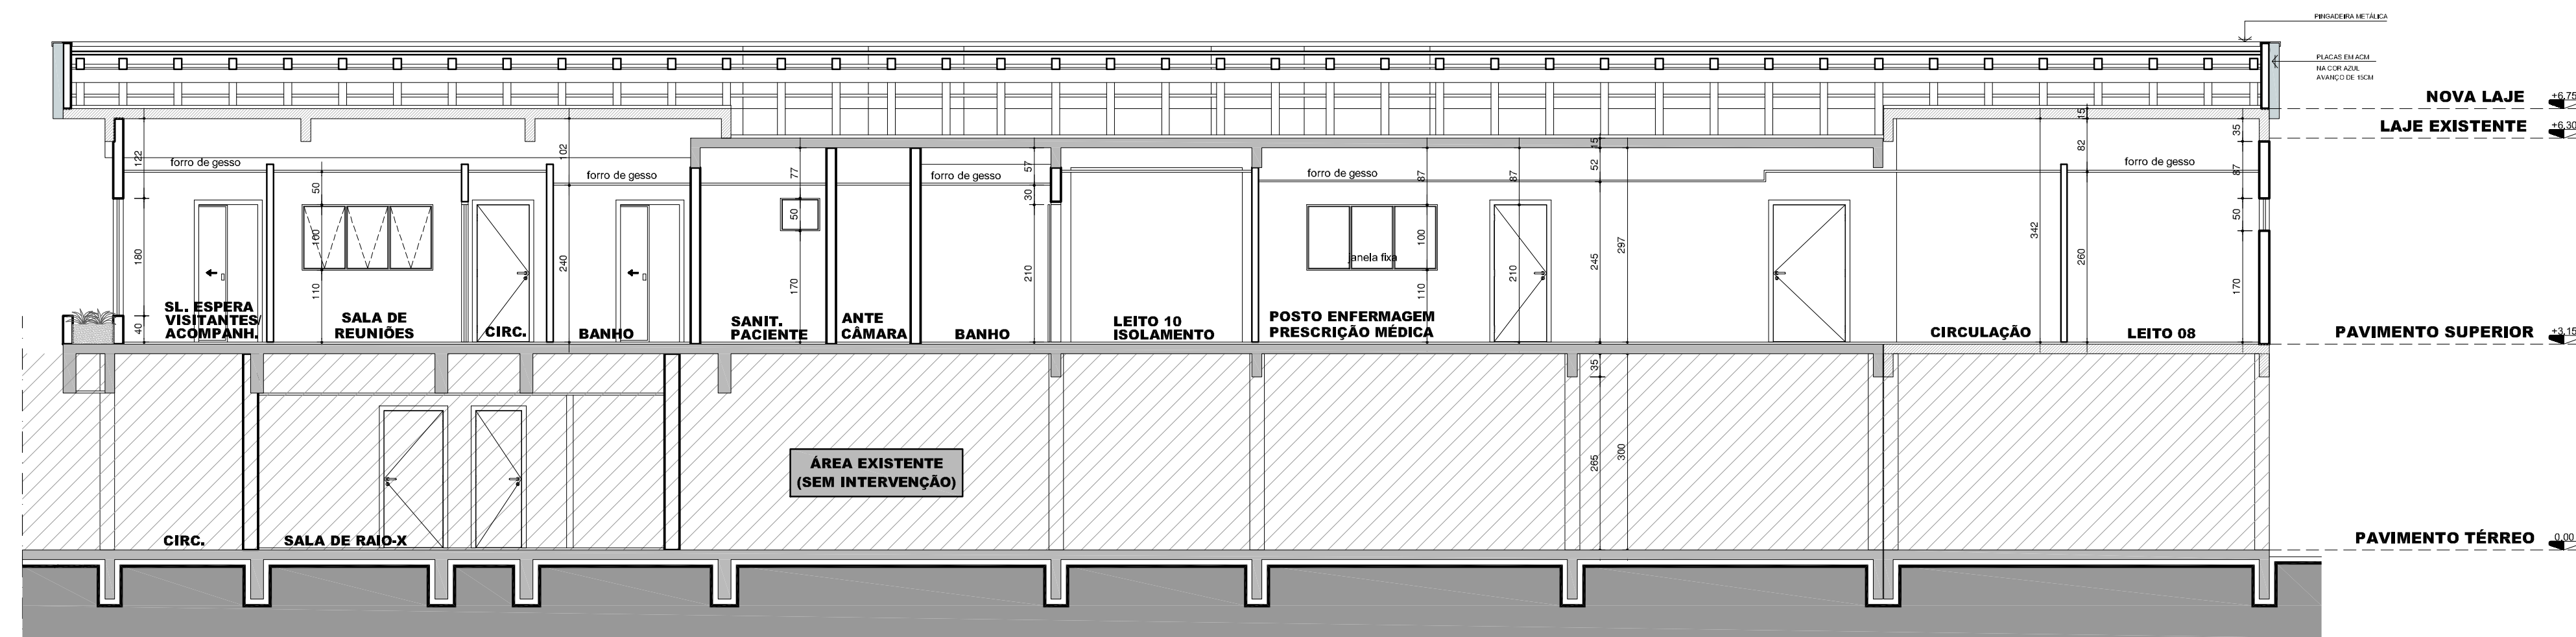 PINGADEIRA METÁLICA
PLACAS EM ACM
NA COR AZUL
AVANÇO DE 15CM
NOVA LAJE
+6,75
LAJE EXISTENTE
+6,30
122
forro de gesso
102
forro de gesso
77
forro de gesso
57
30
forro de gesso
87
87
15
52
297
15
82
35
forro de gesso
87
50
100
110
180
40
240
50
170
210
100
janela fixa
110
210
245
342
260
50
170
SL. ESPERA
VISITANTES/
ACOMPANH.
SALA DE
REUNIÕES
CIRC.
BANHO
SANIT.
PACIENTE
ANTE
CÂMARA
BANHO
LEITO 10
ISOLAMENTO
POSTO ENFERMAGEM
PRESCRIÇÃO MÉDICA
CIRCULAÇÃO
LEITO 08
PAVIMENTO SUPERIOR
+3,15
35
265
300
ÁREA EXISTENTE
(SEM INTERVENÇÃO)
CIRC.
SALA DE RAIO-X
PAVIMENTO TÉRREO
0,00